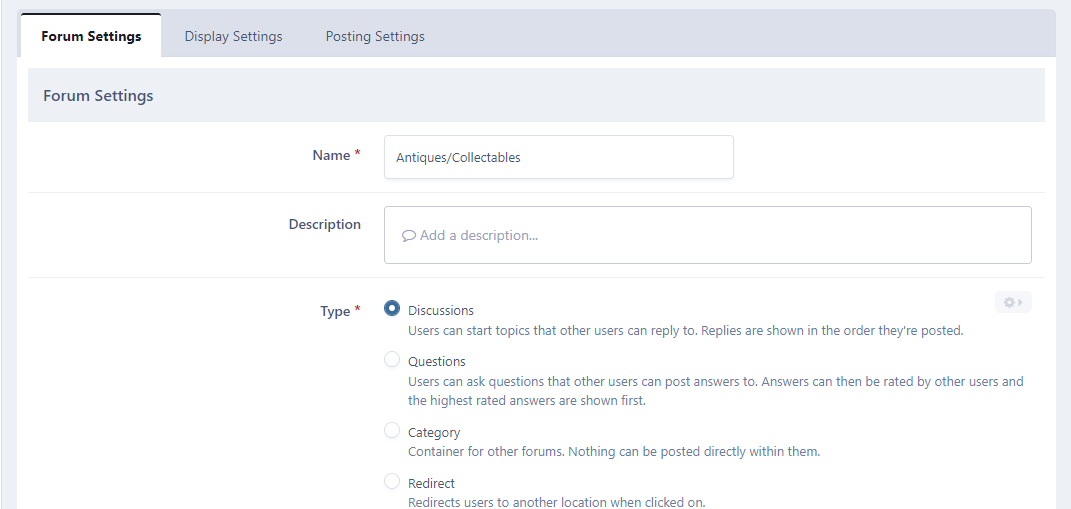 Forum Settings Display Settings Posting Settings
Forum Settings
Name * Antiques/Collectables
Description Add a description...
Type * Discussions
Users can start topics that other users can reply to. Replies are shown in the order they're posted.
Questions
Users can ask questions that other users can post answers to. Answers can then be rated by other users and
the highest rated answers are shown first.
Category
Container for other forums. Nothing can be posted directly within them.
Redirect
Redirects users to another location when clicked on.